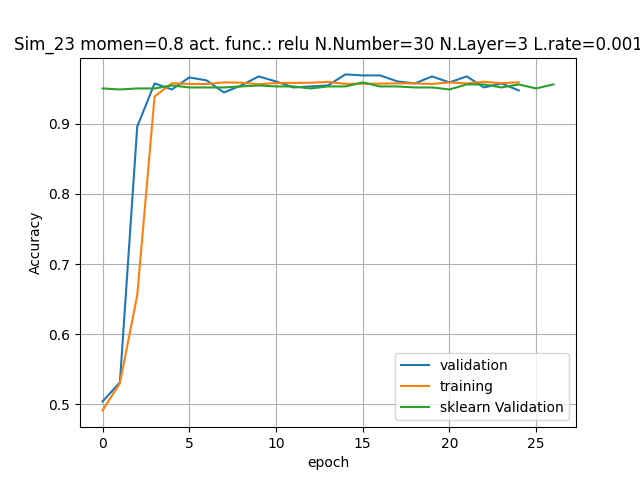 Sim_23 momen=0.8 act. func.: relu N.Number=30 N.Layer=3 L.rate=0.001
Accuracy
0.9
0.8
0.7
0.6
0.5
0 5 10 15 20 25
epoch
validation
training
sklearn Validation